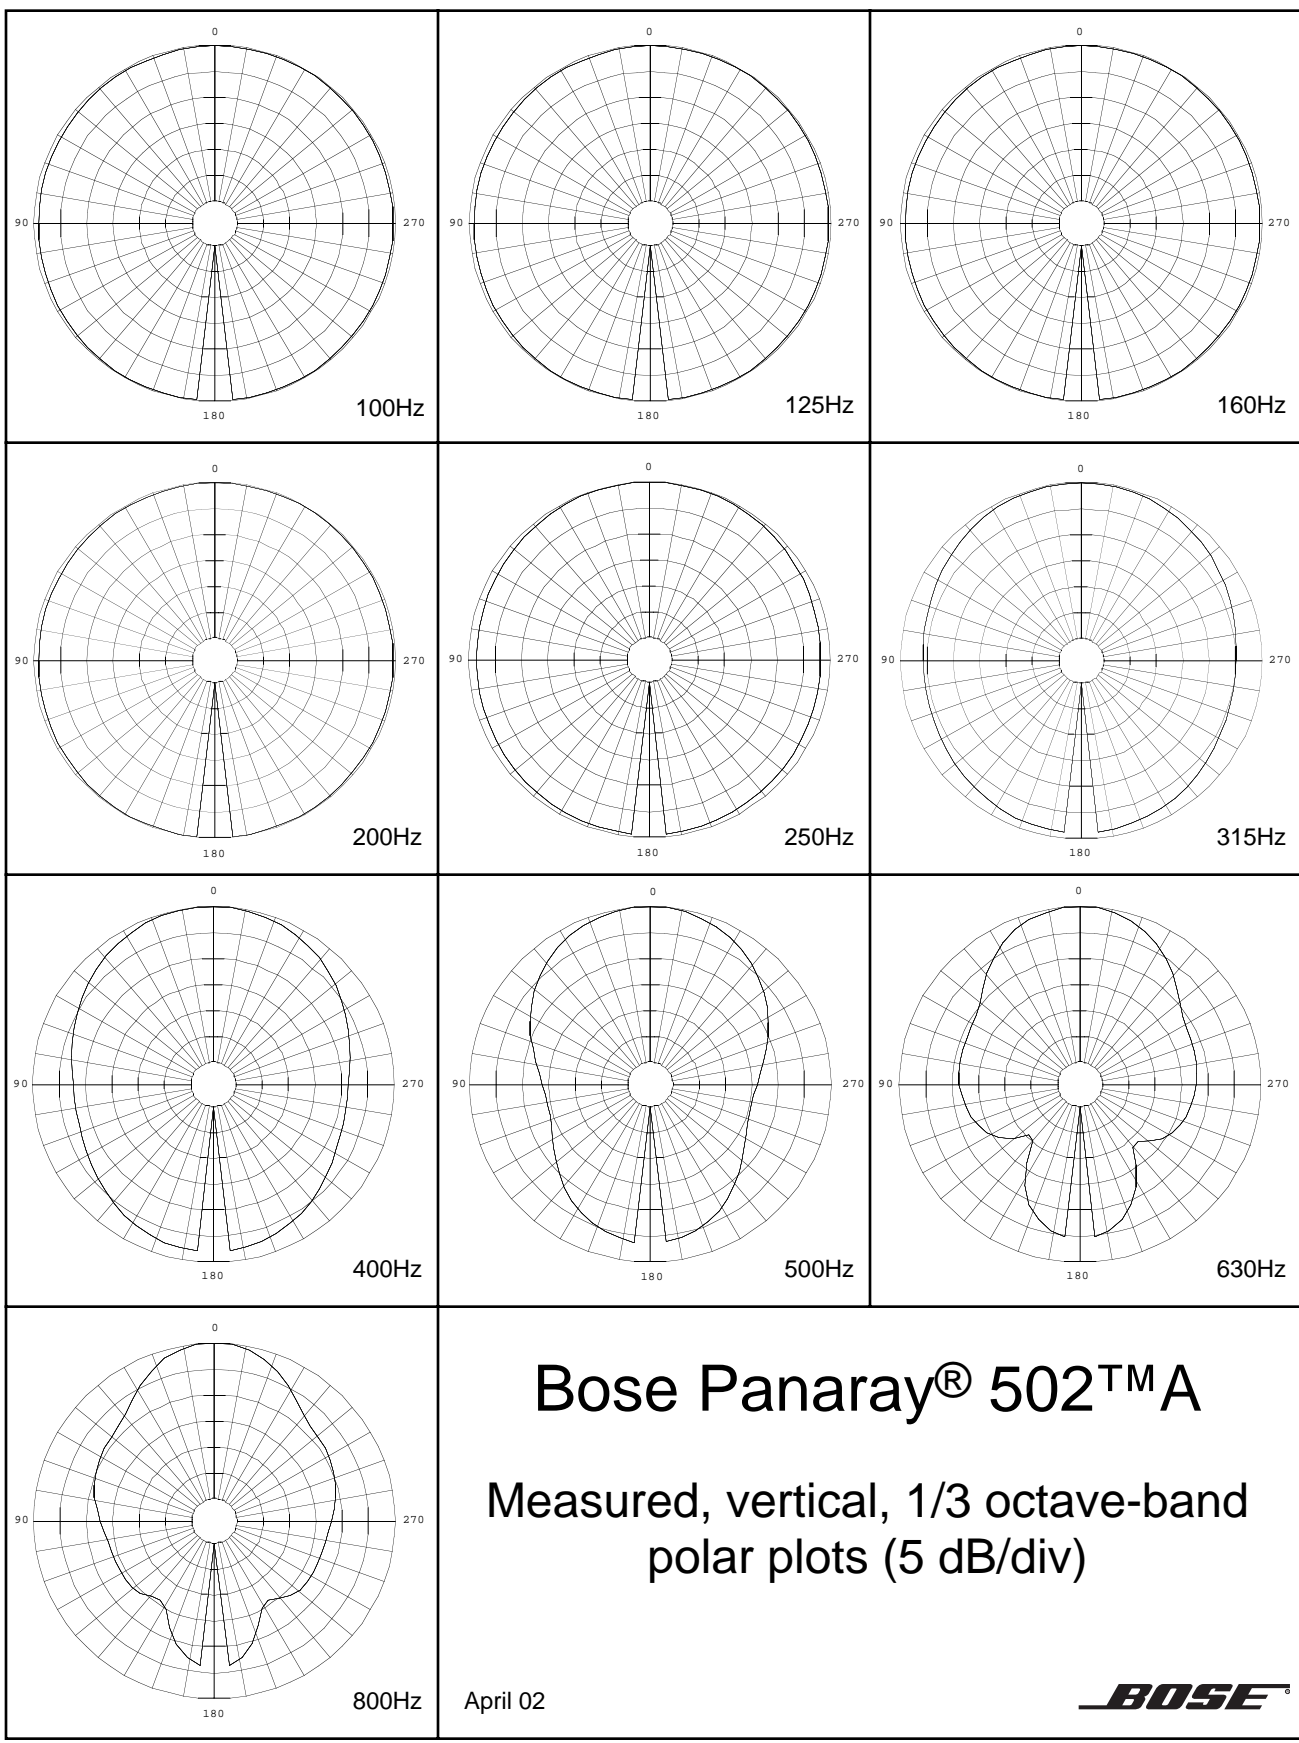 0
0
0
90
270
90
270
90
270
180
100Hz
180
125Hz
180
160Hz
0
0
0
90
270
90
270
90
270
180
200Hz
180
250Hz
180
315Hz
0
0
0
90
270
90
270
90
270
180
400Hz
180
500Hz
180
630Hz
0
90
270
180
800Hz
Bose Panaray® 502™A
Measured, vertical, 1/3 octave-band
polar plots (5 dB/div)
April 02
BOSE®